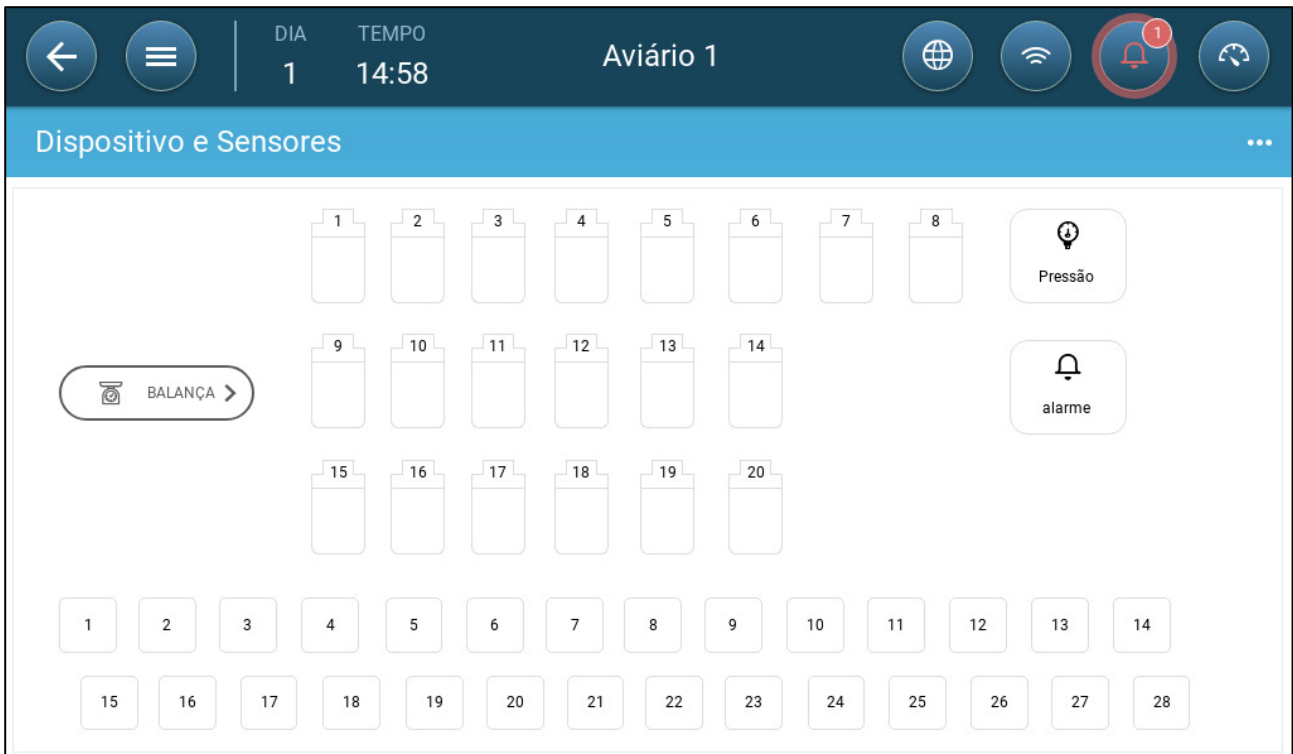 DIA TEMPO
1 14:58 Aviário 1 1
Dispositivo e Sensores
1 2 3 4 5 6 7 8
Pressão
9 10 11 12 13 14
BALANÇA
alarme
15 16 17 18 19 20
1 2 3 4 5 6 7 8 9 10 11 12 13 14
15 16 17 18 19 20 21 22 23 24 25 26 27 28